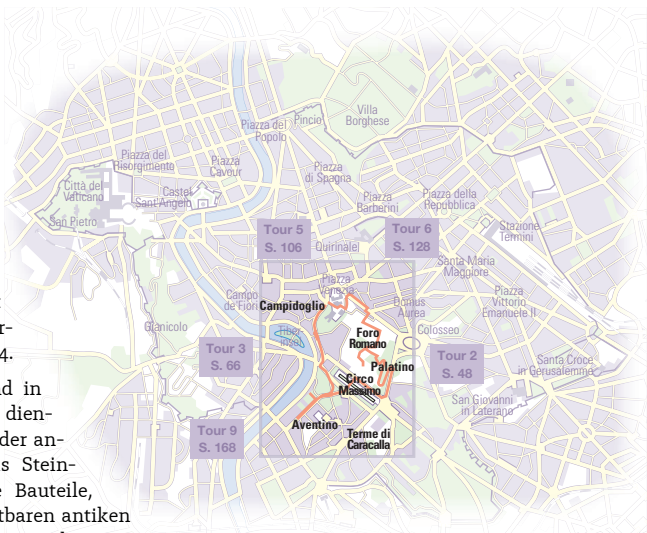 Villa
Borghese
Pincio
Piazza del
Popolo
Piazza del
Risorgimento
Piazza
Cavour
Piazza
di Spagna
Città del
Vaticano
Castel
Sant'Angelo
Piazza
Barberini
Piazza della
Repubblica
San Pietro
Tour 5
S. 106
Quirinale
Tour 6
S. 128
Stazione
Termini
Santa Maria
Maggiore
Piazza
Venezia
Campo
de'Fiori
Campidoglio
Domus
Aurea
Piazza
Vittorio
Emanuele II
Gianicolo
Tiber-
insel
Foro
Romano
Colosseo
Tour 3
S. 66
Palatino
Tour 2
S. 48
Santa Croce
in Gerusalemme
Circo
Massimo
San Giovanni
in Laterano
Tour 9
S. 168
Aventino
Terme di
Caracalla
r-
4.
d in
dien-
der an-
s Stein-
e Bauteile,
tbaren antiken